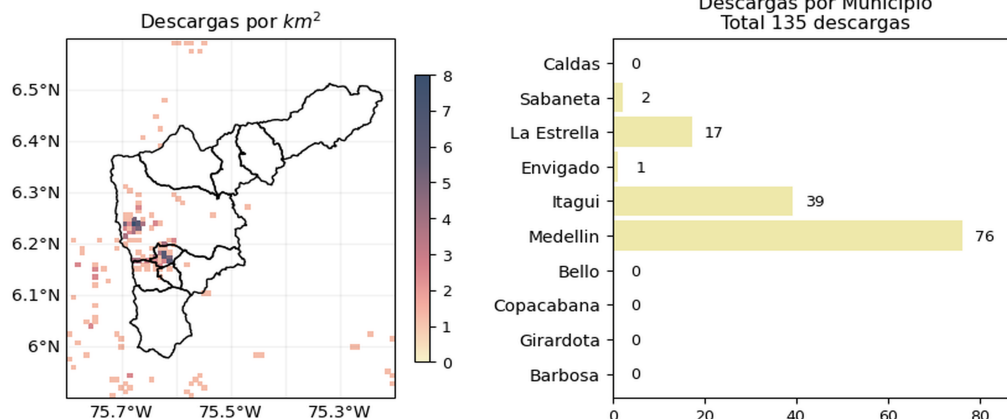 Descargas por km²
6.5°N
6.4°N
6.3°N
6.2°N
6.1°N
6°N
75.7°W
75.5°W
75.3°W
8
7
6
5
4
3
2
1
0
Descargas por Municipio
Total 135 descargas
Caldas 0
Sabaneta 2
La Estrella 17
Envigado 1
Itagui 39
Medellin 76
Bello 0
Copacabana 0
Girardota 0
Barbosa 0
0 20 40 60 80